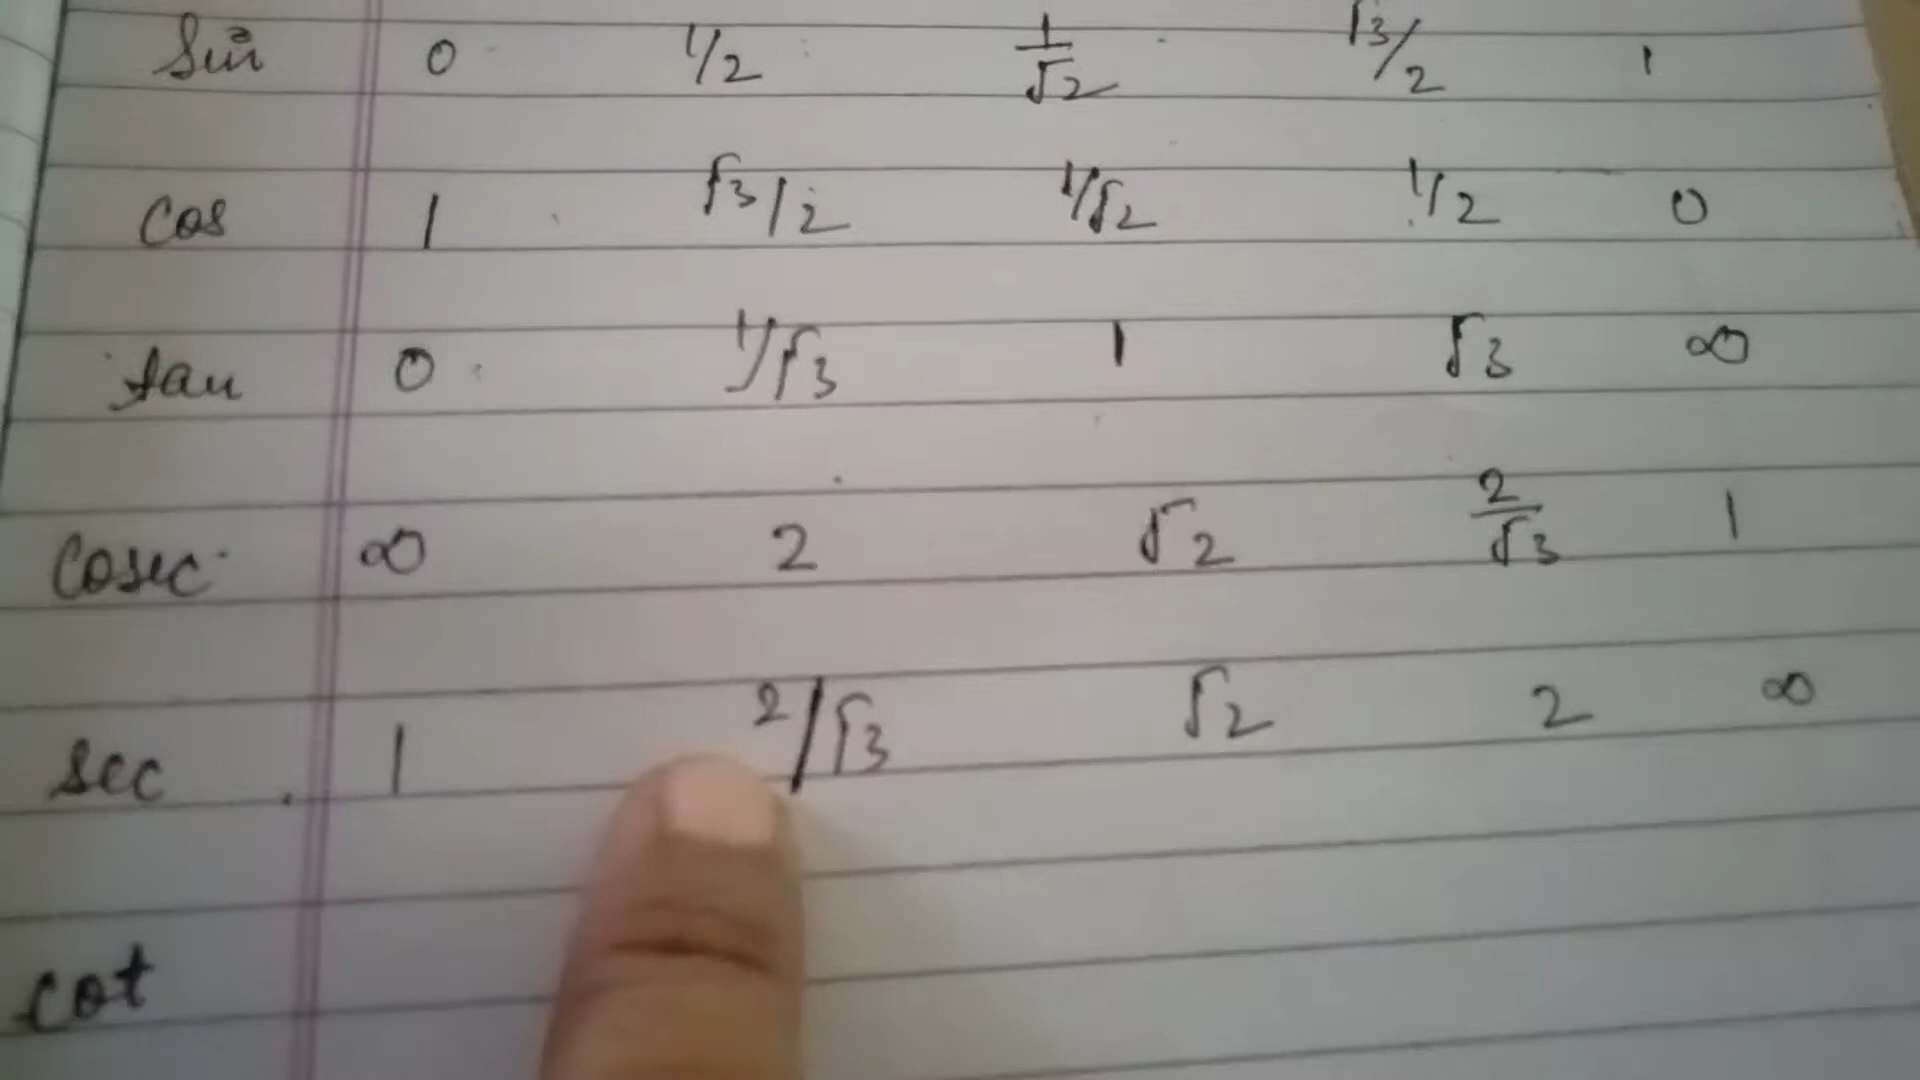 Sin 0 1/2 1/√2 √3/2 1
cos 1 √3/2 1/√2 1/2 0
tan 0 1/√3 1 √3 ∞
Cosec ∞ 2 √2 2/√3 1
sec 1 2/√3 √2 2 ∞
cot